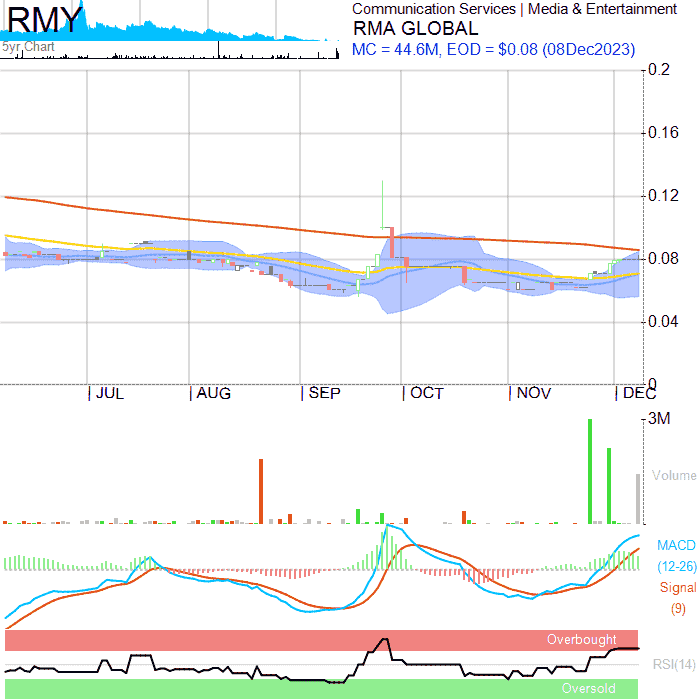 RMY
Communication Services | Media & Entertainment
RMA GLOBAL
5yr Chart
MC = 44.6M, EOD = $0.08 (08Dec2023)
0.2
0.16
0.12
0.08
0.04
0
JUL AUG SEP OCT NOV DEC
3M
Volume
MACD
(12-26)
Signal
(9)
Overbought
RSI(14)
Oversold